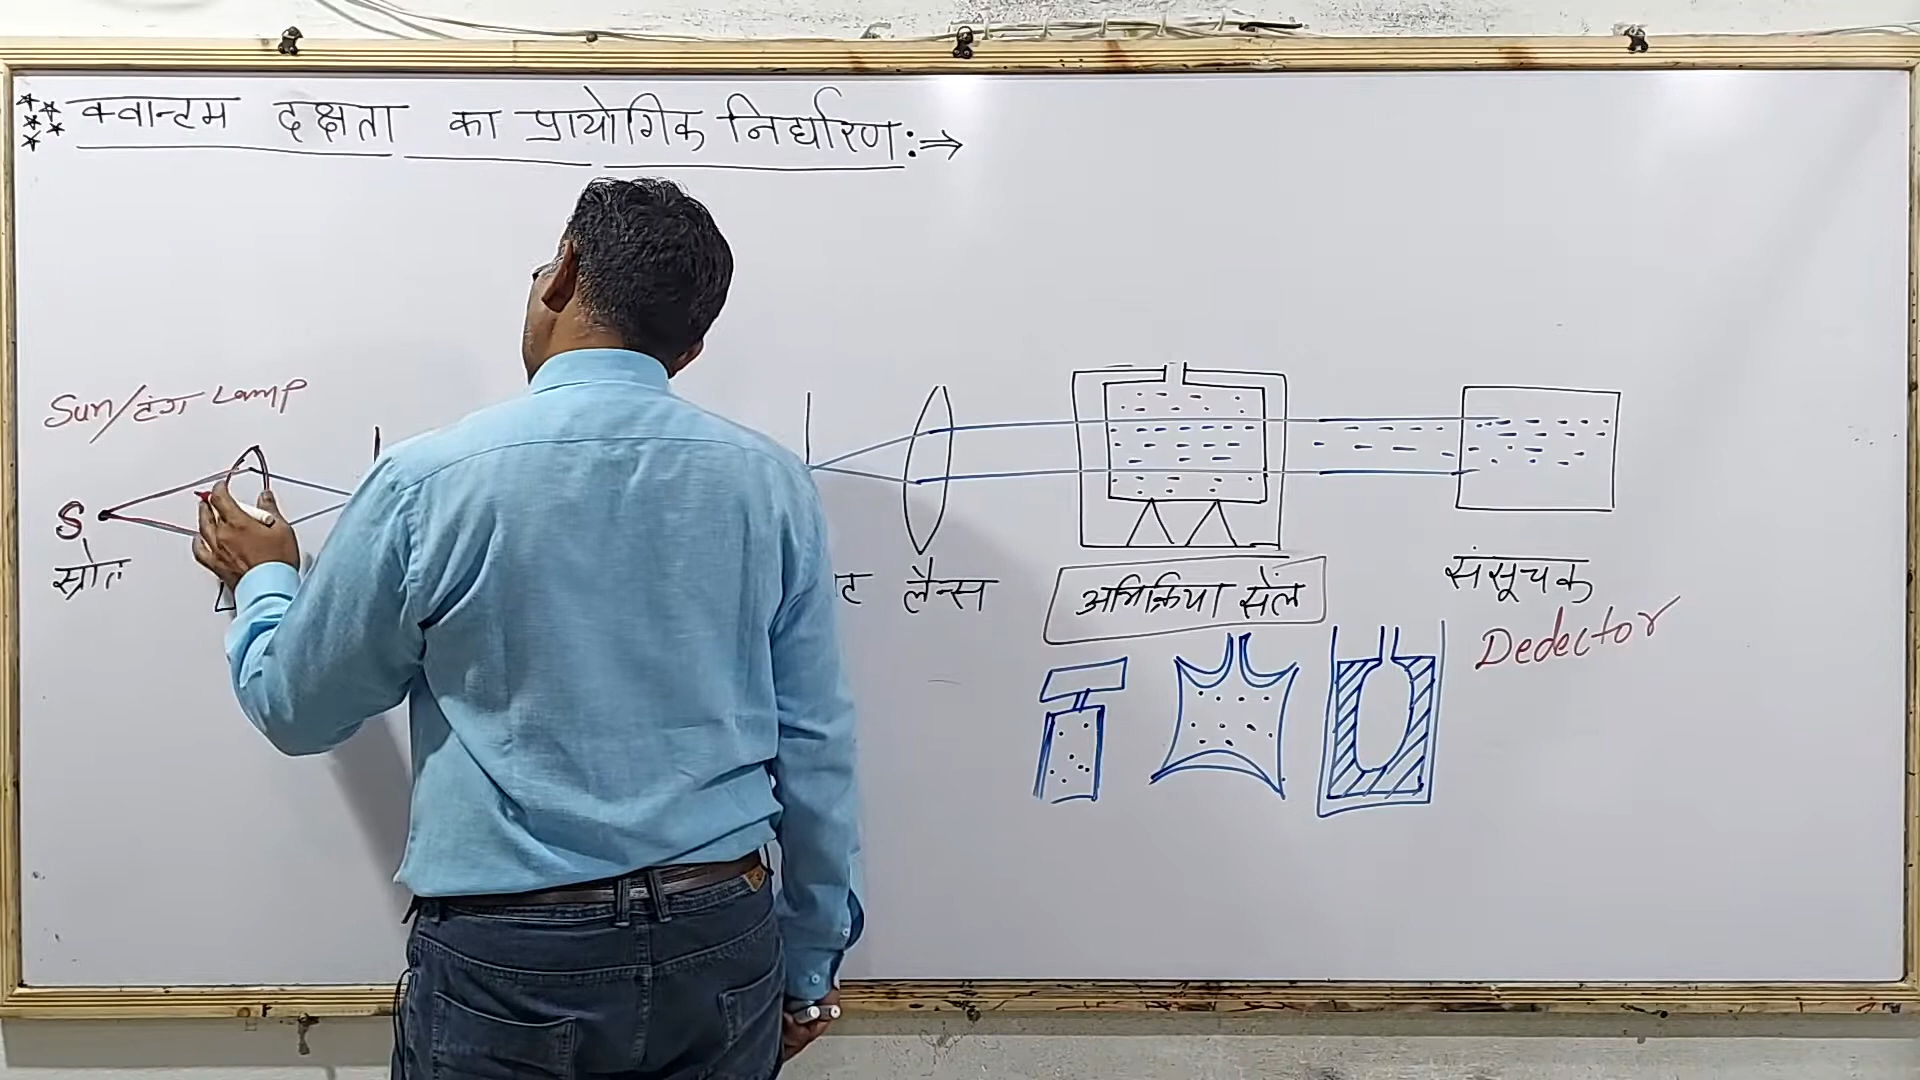 क्वान्टम दक्षता का प्रायोगिक निर्धारण:⇒
Sun/टंग Lamp
S
स्रोत
लैन्स
अभिक्रिया सेल
संसूचक
Dedector